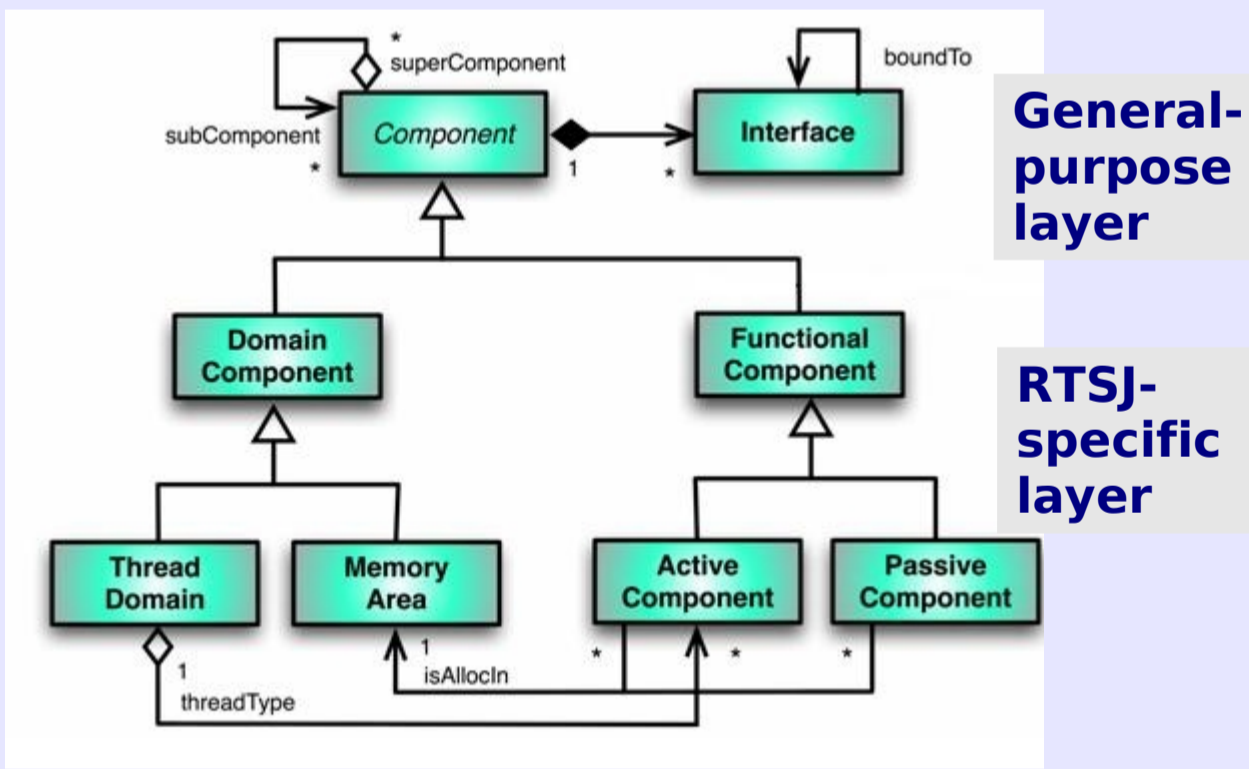 *
superComponent
boundTo
subComponent
*
Component
1
*
Interface
General-
purpose
layer
Domain
Component
Functional
Component
RTSJ-
specific
layer
Thread
Domain
Memory
Area
Active
Component
Passive
Component
1
threadType
1
isAllocIn
*
*
*